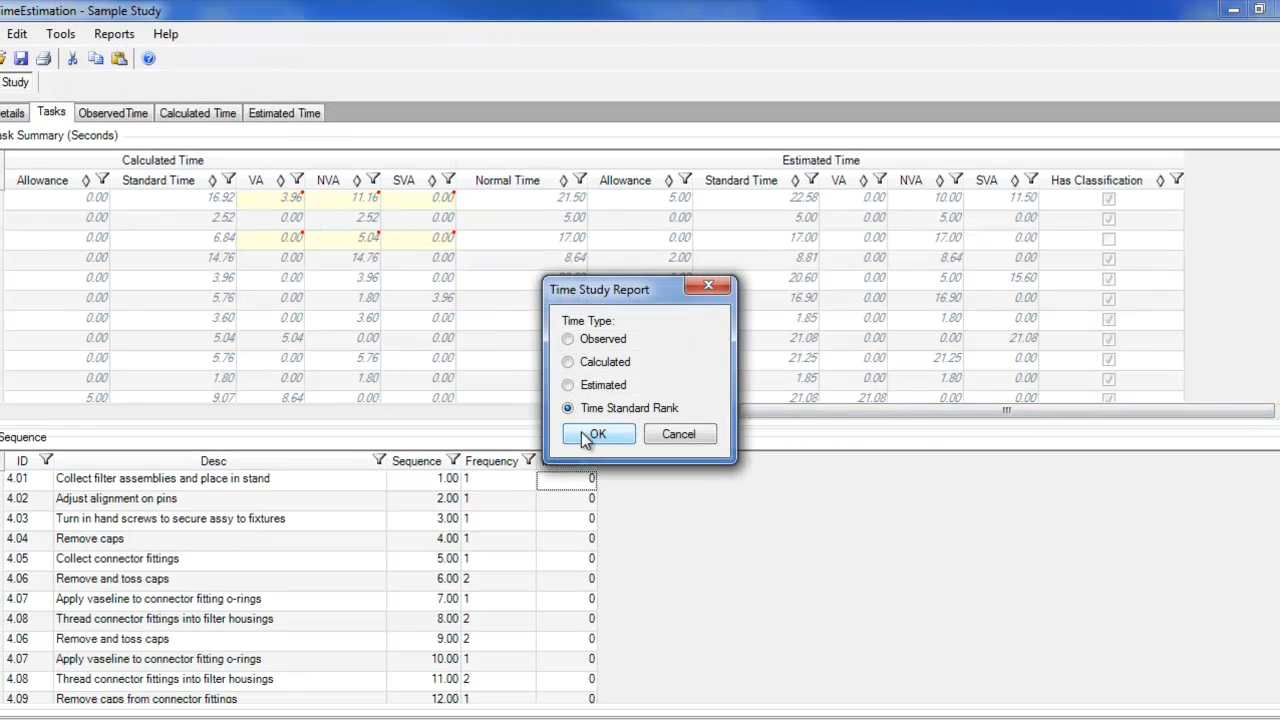 TimeEstimation - Sample Study
Edit Tools Reports Help
Study
etails Tasks ObservedTime Calculated Time Estimated Time
ask Summary (Seconds)
Calculated Time Estimated Time
Allowance Standard Time VA NVA SVA Normal Time Allowance Standard Time VA NVA SVA Has Classification
0.00 16.92 3.96 11.16 0.00 21.50 5.00 22.58 0.00 10.00 11.50
0.00 2.52 0.00 2.52 0.00 5.00 0.00 5.00 0.00 5.00 0.00
0.00 6.84 0.00 5.04 0.00 17.00 0.00 17.00 0.00 17.00 0.00
0.00 14.76 0.00 14.76 0.00 8.64 2.00 8.81 0.00 8.64 0.00
0.00 3.96 0.00 3.96 0.00 20.60 0.00 5.00 15.60
0.00 5.76 0.00 1.80 3.96 16.90 0.00 16.90 0.00
0.00 3.60 0.00 3.60 0.00 1.85 0.00 1.80 0.00
0.00 5.04 5.04 0.00 0.00 21.08 0.00 0.00 21.08
0.00 5.76 0.00 5.76 0.00 21.25 0.00 21.25 0.00
0.00 1.80 0.00 1.80 0.00 1.85 0.00 1.80 0.00
5.00 9.07 8.64 0.00 0.00 21.08 21.08 0.00 0.00
Time Study Report
Time Type:
Observed
Calculated
Estimated
Time Standard Rank
OK Cancel
Sequence
ID Desc Sequence Frequency
4.01 Collect filter assemblies and place in stand 1.00 1 0
4.02 Adjust alignment on pins 2.00 1 0
4.03 Turn in hand screws to secure assy to fixtures 3.00 1 0
4.04 Remove caps 4.00 1 0
4.05 Collect connector fittings 5.00 1 0
4.06 Remove and toss caps 6.00 2 0
4.07 Apply vaseline to connector fitting o-rings 7.00 1 0
4.08 Thread connector fittings into filter housings 8.00 2 0
4.06 Remove and toss caps 9.00 2 0
4.07 Apply vaseline to connector fitting o-rings 10.00 1 0
4.08 Thread connector fittings into filter housings 11.00 2 0
4.09 Remove caps from connector fittings 12.00 1 0